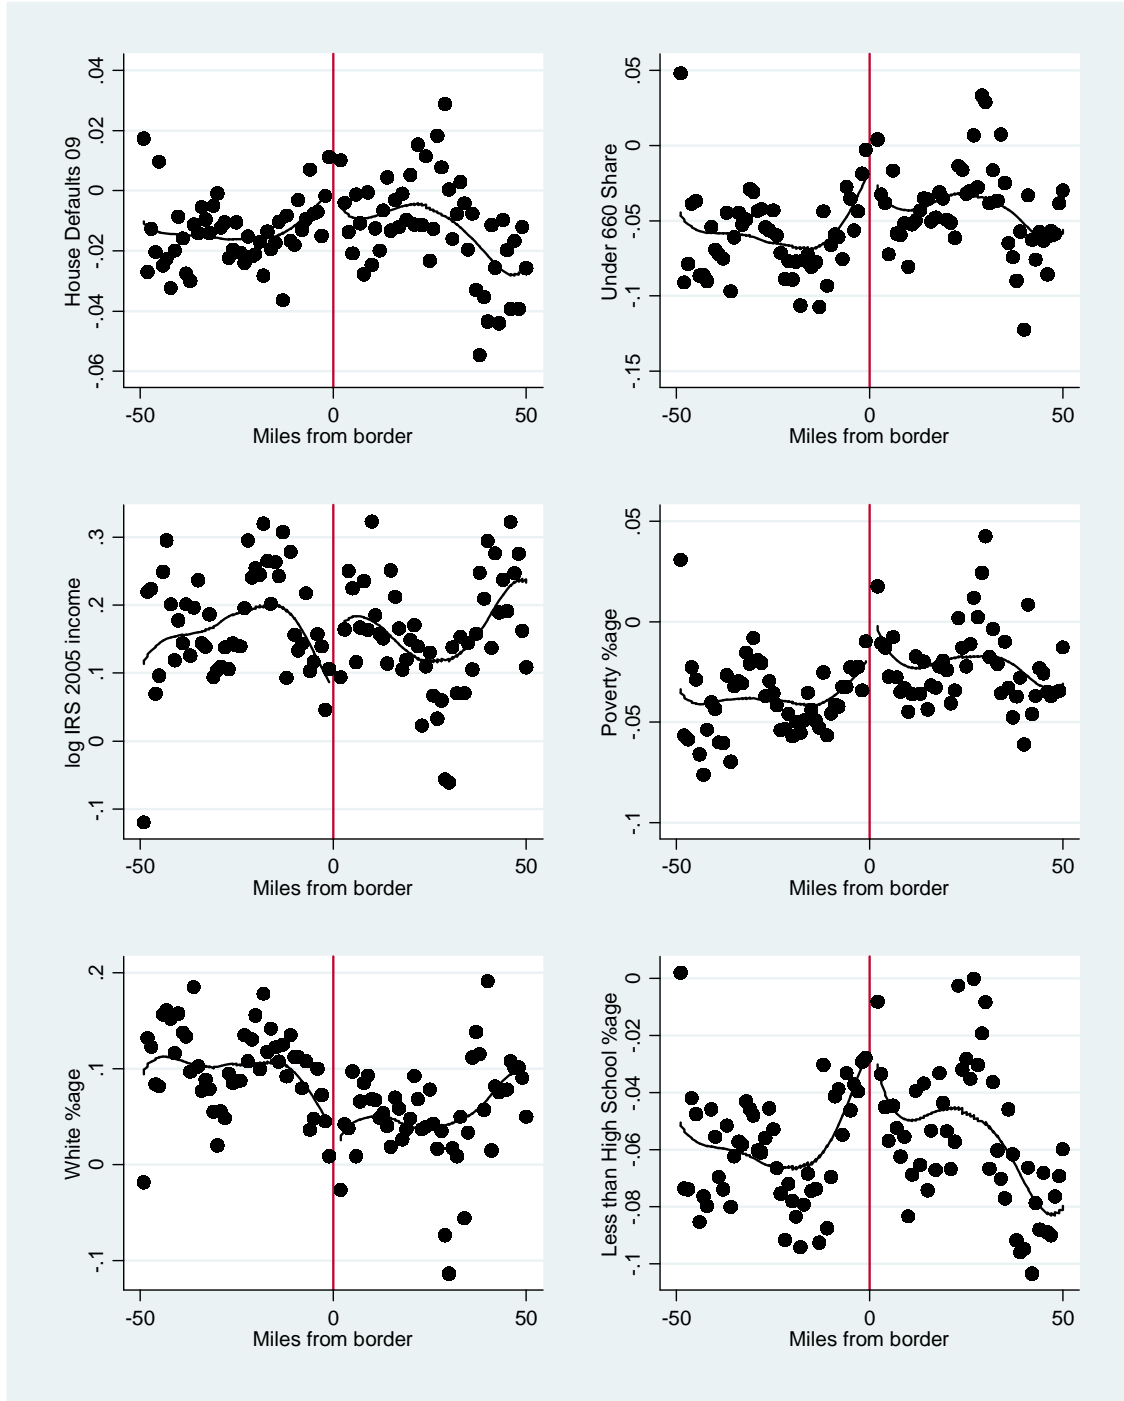 House Defaults 09
.04
.02
0
-.02
-.04
-.06
-50 0 50
Miles from border
Under 660 Share
.05
0
-.05
-.1
-.15
-50 0 50
Miles from border
log IRS 2005 income
.3
.2
.1
0
-.1
-50 0 50
Miles from border
Poverty %age
.05
0
-.05
-.1
-50 0 50
Miles from border
White %age
.2
.1
0
-.1
-50 0 50
Miles from border
Less than High School %age
0
-.02
-.04
-.06
-.08
-.1
-50 0 50
Miles from border